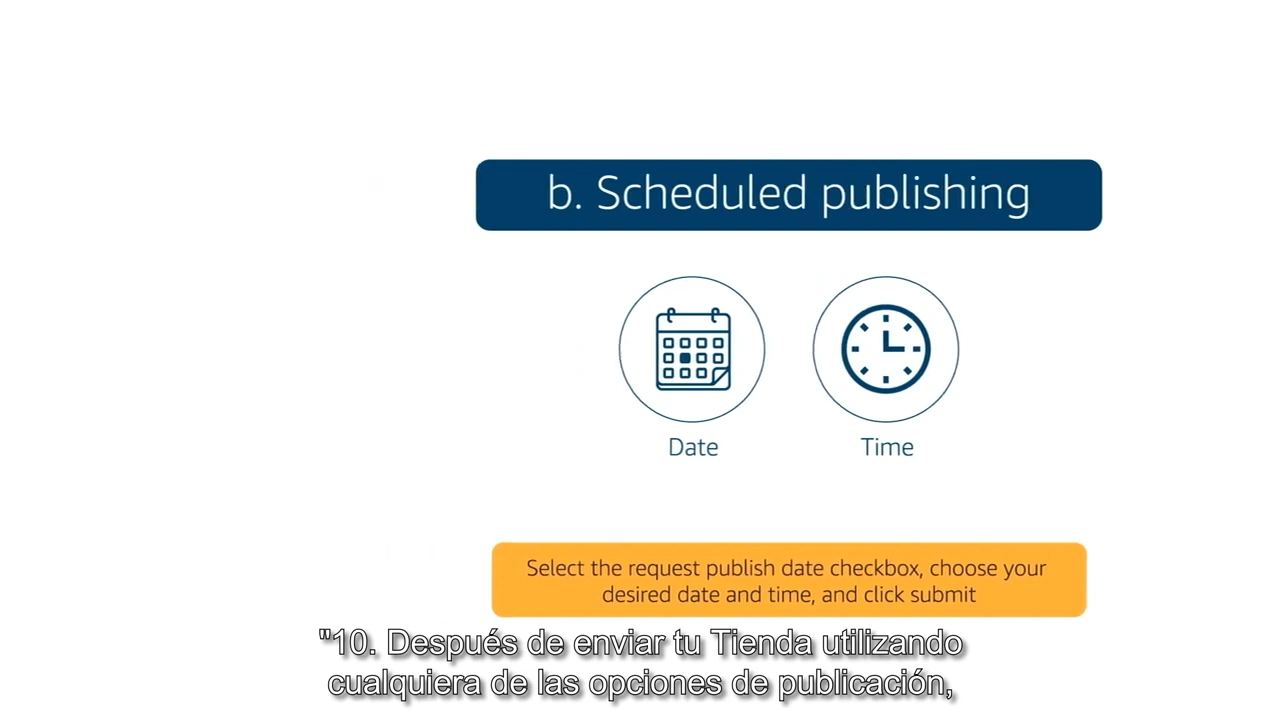 b. Scheduled publishing
Date
Time
Select the request publish date checkbox, choose your
desired date and time, and click submit
"10. Después de enviar tu Tienda utilizando
cualquiera de las opciones de publicación,